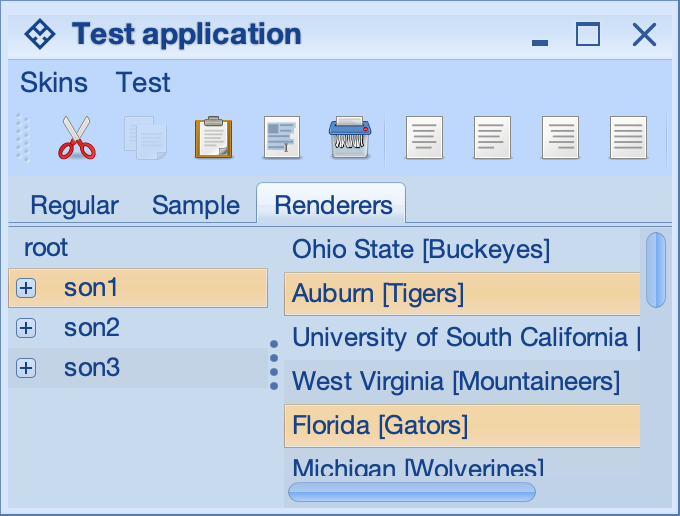 Test application
Skins Test
Regular Sample Renderers
root
son1
son2
son3
Ohio State [Buckeyes]
Auburn [Tigers]
University of South California [
West Virginia [Mountaineers]
Florida [Gators]
Michigan [Wolverines]